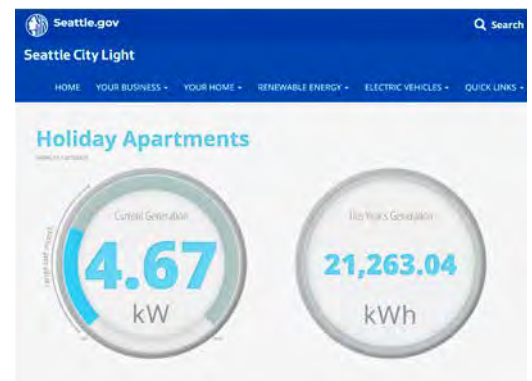 Seattle.gov
Search
Seattle City Light
HOME YOUR BUSINESS YOUR HOME RENEWABLE ENERGY ELECTRIC VEHICLES QUICK LINKS
Holiday Apartments
Current Generation
4.67
kW
This Year's Generation
21,263.04
kWh